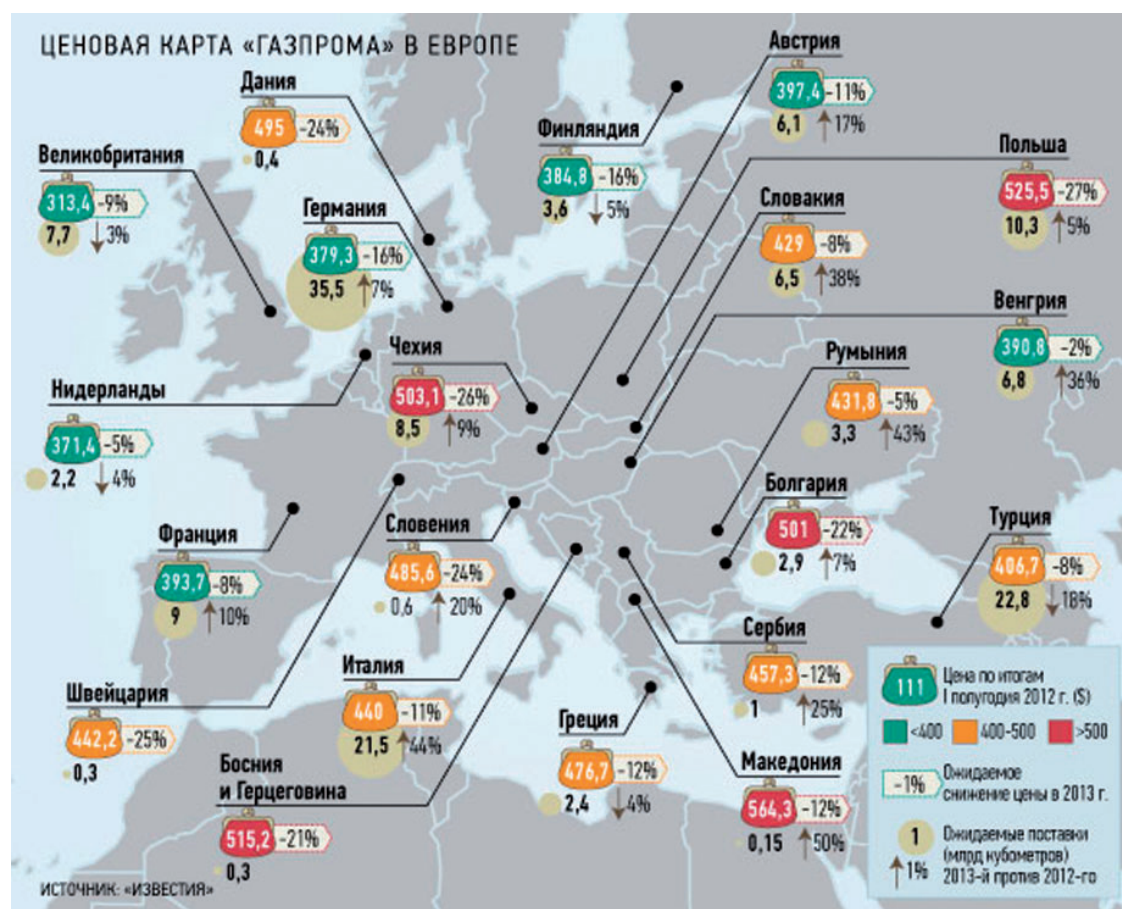 ЦЕНОВАЯ КАРТА «ГАЗПРОМА» В ЕВРОПЕ
Австрия
397,4 -11%
6,1 17%
Дания
495 -24%
0,4
Финляндия
384,8 -16%
3,6 5%
Польша
525,5 -27%
10,3 5%
Великобритания
313,4 -9%
7,7 3%
Германия
379,3 -16%
35,5 7%
Словакия
429 -8%
6,5 38%
Венгрия
390,8 -2%
6,8 36%
Чехия
503,1 -26%
8,5 9%
Румыния
431,8 -5%
3,3 43%
Нидерланды
371,4 -5%
2,2 4%
Болгария
501 -22%
2,9 7%
Франция
393,7 -8%
9 10%
Словения
485,6 -24%
0,6 20%
Турция
406,7 -8%
22,8 18%
Сербия
457,3 -12%
1 25%
Италия
440 -11%
21,5 44%
Швейцария
442,2 -25%
0,3
Греция
476,7 -12%
2,4 4%
Босния
и Герцеговина
515,2 -21%
0,3
Македония
564,3 -12%
0,15 50%
111 Цена по итогам
I полугодия 2012 г. ($)
<400 400-500 >500
-1% Ожидаемое
снижение цены в 2013 г.
1 Ожидаемые поставки
(млрд кубометров)
1% 2013-й против 2012-го
ИСТОЧНИК: «ИЗВЕСТИЯ»